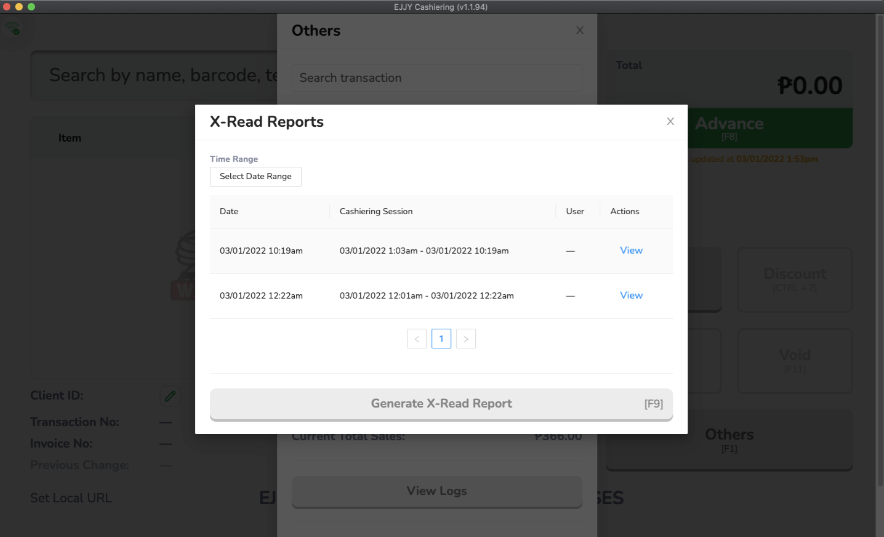 EJJY Cashiering (v1.1.94)
Others
Search by name, barcode, te
Search transaction
Total
₱0.00
Advance
[F8]
updated at 03/01/2022 1:53pm
Item
X-Read Reports
Time Range
Select Date Range
Date Cashiering Session User Actions
03/01/2022 10:19am 03/01/2022 1:03am - 03/01/2022 10:19am — View
03/01/2022 12:22am 03/01/2022 12:01am - 03/01/2022 12:22am — View
< 1 >
Generate X-Read Report [F9]
Discount
Void
Others
[F1]
Client ID:
Transaction No: —
Invoice No: —
Previous Change: —
Set Local URL
Current Total Sales: ₱366.00
View Logs